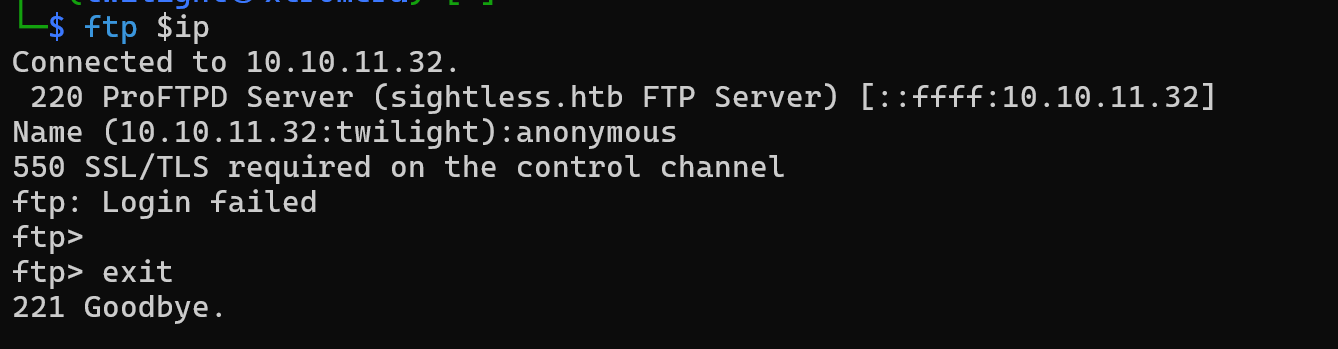 └─$ ftp $ip
Connected to 10.10.11.32.
220 ProFTPD Server (sightless.htb FTP Server) [::ffff:10.10.11.32]
Name (10.10.11.32:twilight):anonymous
550 SSL/TLS required on the control channel
ftp: Login failed
ftp>
ftp> exit
221 Goodbye.